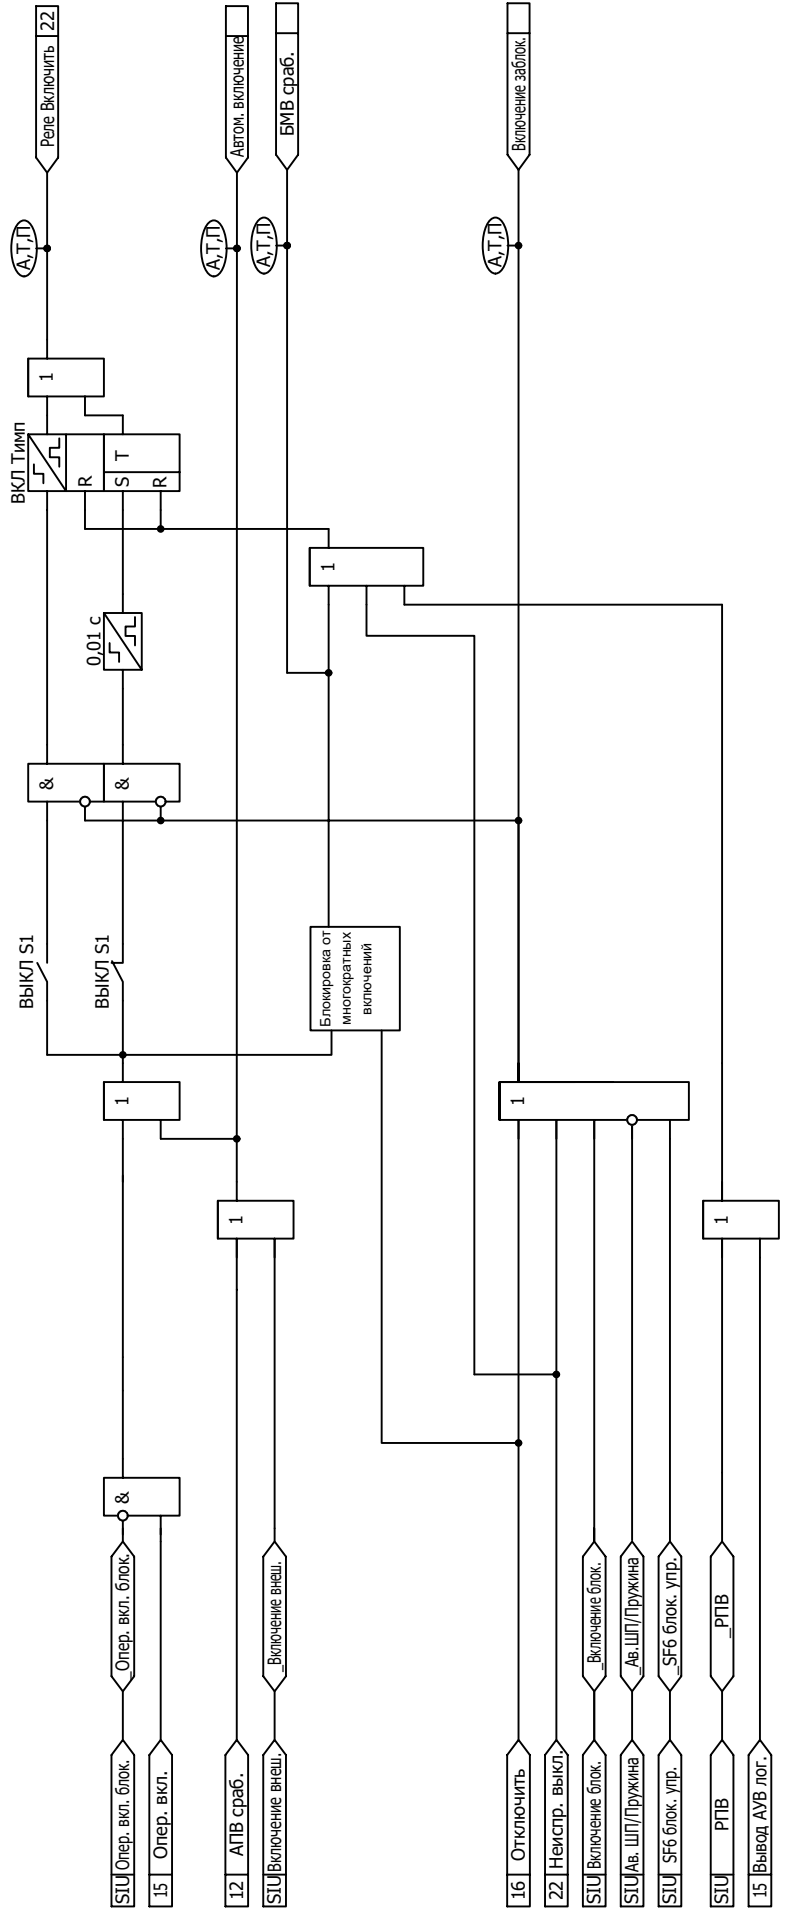 SIU Опер. вкл. блок.
_Опер. вкл. блок.
15 Опер. вкл.
&
1
ВЫКЛ S1
ВЫКЛ S1
&
&
0,01 с
ВКЛ Tимп
R
S T
R
1
А,Т,П
Реле Включить 22
12 АПВ сраб.
SIU Включение внеш.
_Включение внеш.
1
А,Т,П
Автом. включение
Блокировка от
многократных
включений
1
А,Т,П
БМВ сраб.
16 Отключить
22 Неиспр. выкл.
SIU Включение блок.
_Включение блок.
SIU Ав. ШП/Пружина
_Ав.ШП/Пружина
SIU SF6 блок. упр.
_SF6 блок. упр.
1
А,Т,П
Включение заблок.
SIU РПВ
_РПВ
15 Вывод АУВ лог.
1